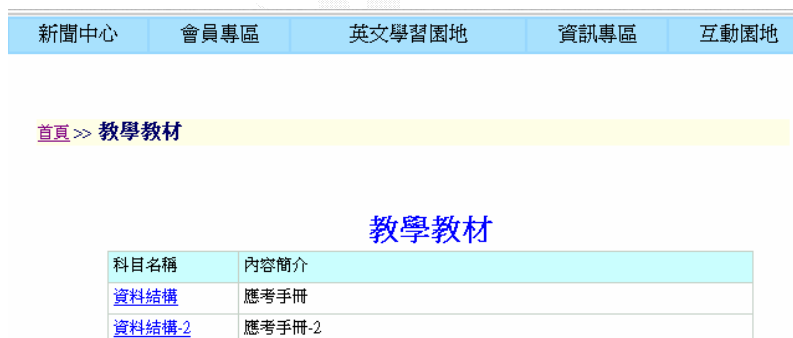 新聞中心 會員專區 英文學習園地 資訊專區 互動園地
首頁>> 教學教材
教學教材
科目名稱 內容簡介
資料結構 應考手冊
資料結構-2 應考手冊-2